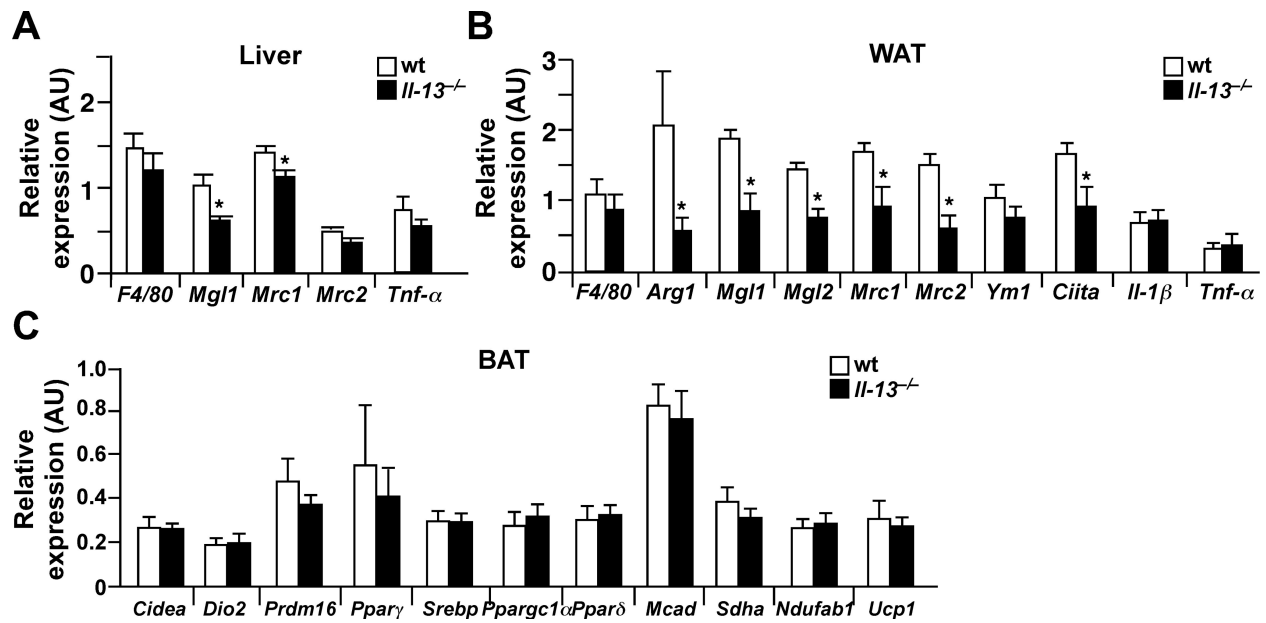 A
Liver
wt
Il-13–/–
Relative
expression (AU)
2
1
0
F4/80 Mgl1 Mrc1 Mrc2 Tnf-α
B
WAT
wt
Il-13–/–
Relative
expression (AU)
3
2
1
0
*
*
*
*
*
*
*
*
F4/80 Arg1 Mgl1 Mgl2 Mrc1 Mrc2 Ym1 Ciita Il-1β Tnf-α
C
BAT
wt
Il-13–/–
Relative
expression (AU)
1.0
0.8
0.6
0.4
0.2
0
Cidea Dio2 Prdm16 Pparγ Srebp Ppargc1α Pparδ Mcad Sdha Ndufab1 Ucp1